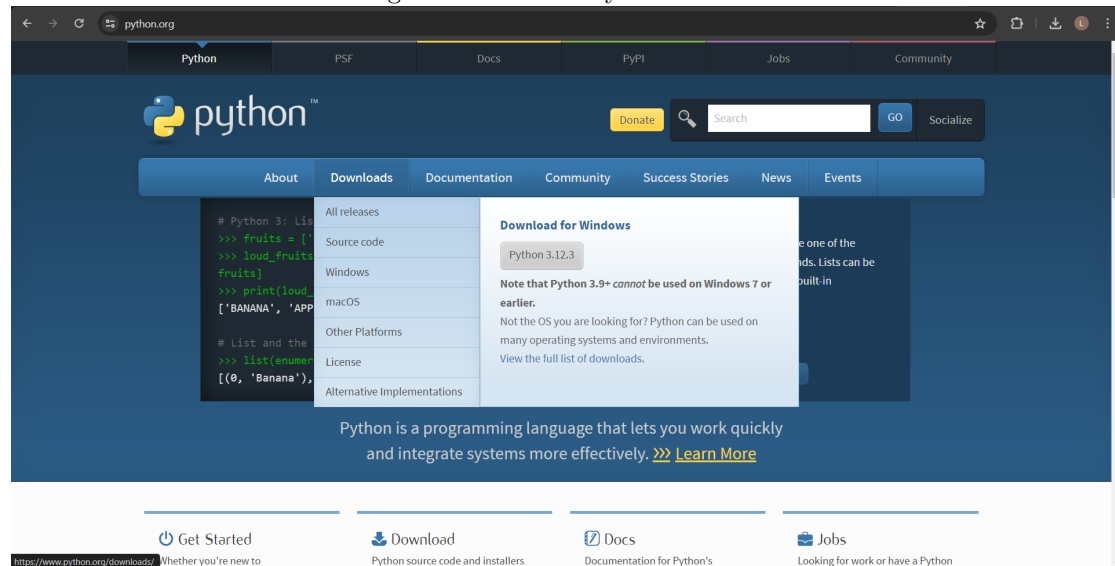 python.org
L
Python PSF Docs PyPI Jobs Community
python™
Donate Search GO Socialize
About Downloads Documentation Community Success Stories News Events
# Python 3: Lis
>>> fruits = ['
>>> loud_fruits
fruits]
>>> print(loud_
['BANANA', 'APP
# List and the
>>> list(enumer
[(0, 'Banana'),
All releases
Source code
Windows
macOS
Other Platforms
License
Alternative Implementations
Download for Windows
Python 3.12.3
Note that Python 3.9+ cannot be used on Windows 7 or
earlier.
Not the OS you are looking for? Python can be used on
many operating systems and environments.
View the full list of downloads.
e one of the
nds. Lists can be
built-in
Python is a programming language that lets you work quickly
and integrate systems more effectively. >>> Learn More
Get Started
Whether you're new to
Download
Python source code and installers
Docs
Documentation for Python's
Jobs
Looking for work or have a Python
https://www.python.org/downloads/